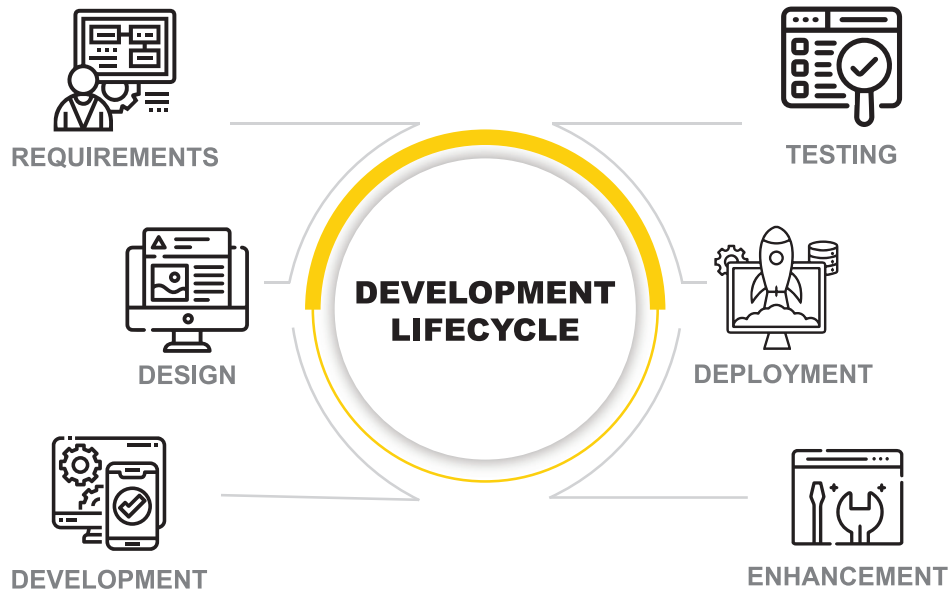 REQUIREMENTS
DESIGN
DEVELOPMENT
DEVELOPMENT
LIFECYCLE
TESTING
DEPLOYMENT
ENHANCEMENT